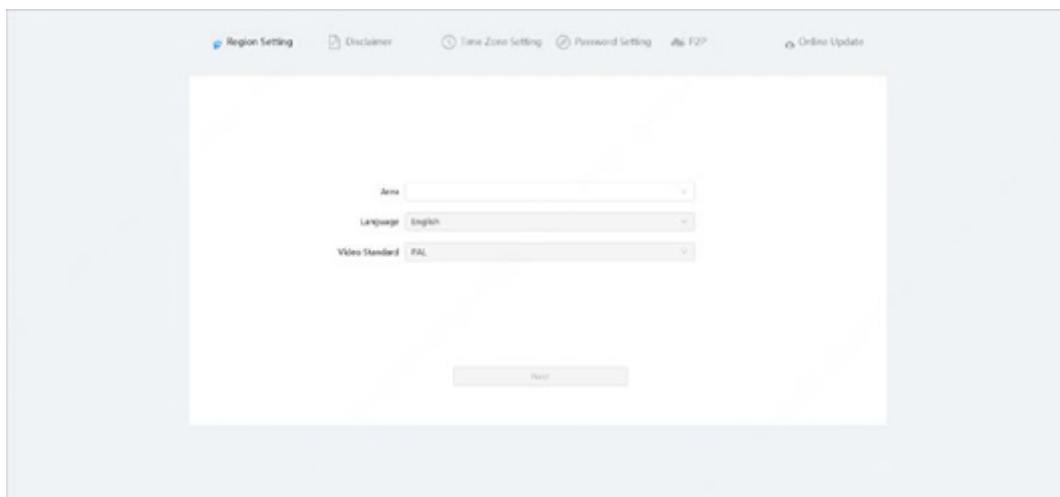 Region Setting Disclaimer Time Zone Setting Password Setting P2P Online Update
Area
Language English
Video Standard PAL
Next